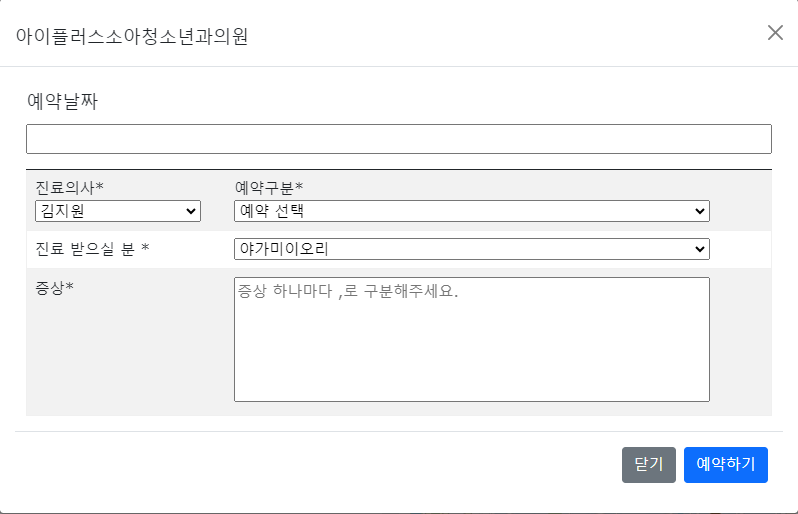 아이플러스소아청소년과의원
예약날짜
진료의사* 예약구분*
김지원 예약 선택
진료 받으실 분 * 야가미이오리
증상* 증상 하나마다 ,로 구분해주세요.
닫기 예약하기